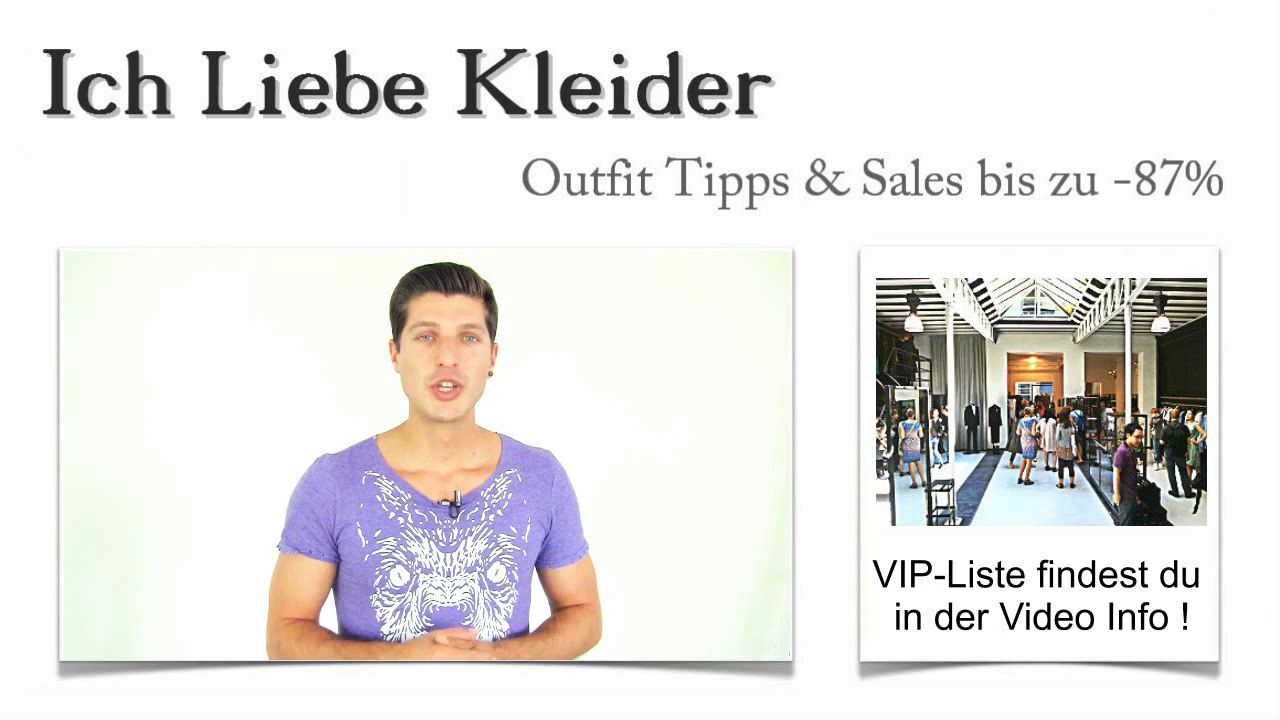 Ich Liebe Kleider
Outfit Tipps & Sales bis zu -87%
VIP-Liste findest du
in der Video Info !